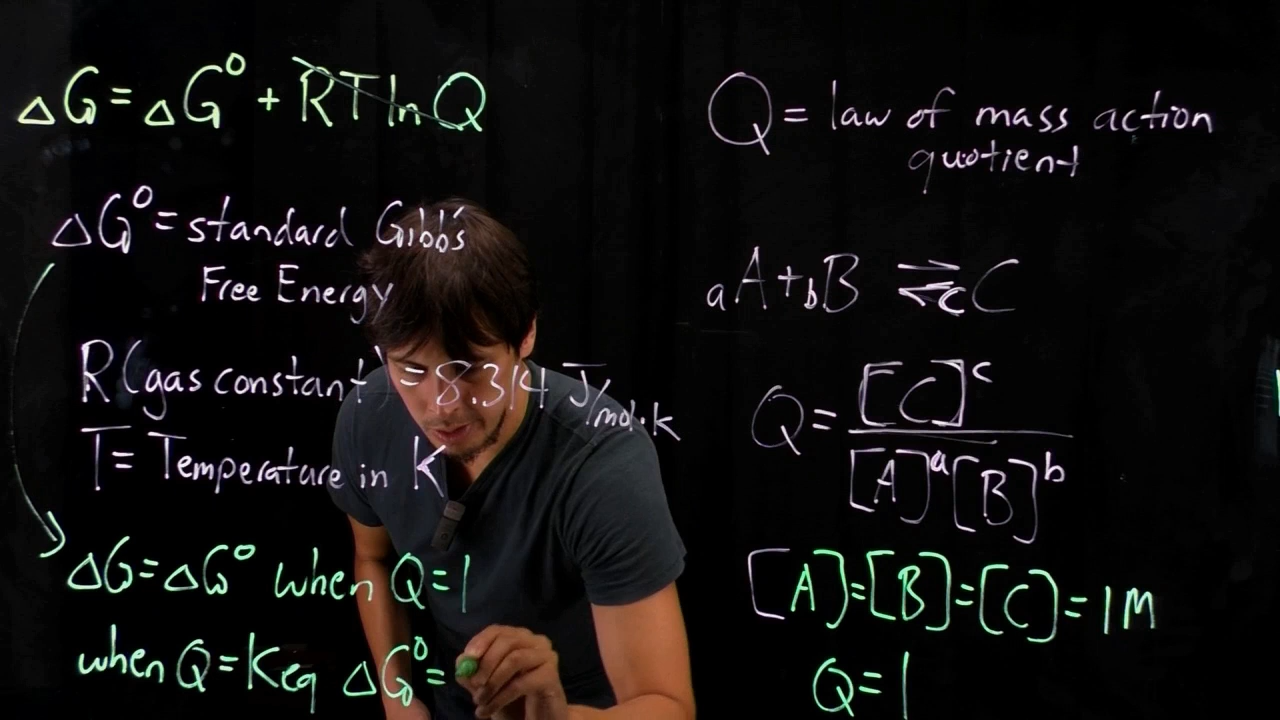 ΔG = ΔG° + RT ln Q
ΔG° = standard Gibb's
Free Energy
R (gas constant) = 8.314 J/mol·K
T = Temperature in K
ΔG = ΔG° when Q = 1
when Q = Keq ΔG° =
Q = law of mass action
quotient
aA + bB ⇌ cC
Q = [C]^c
[A]^a [B]^b
[A] = [B] = [C] = 1M
Q = 1